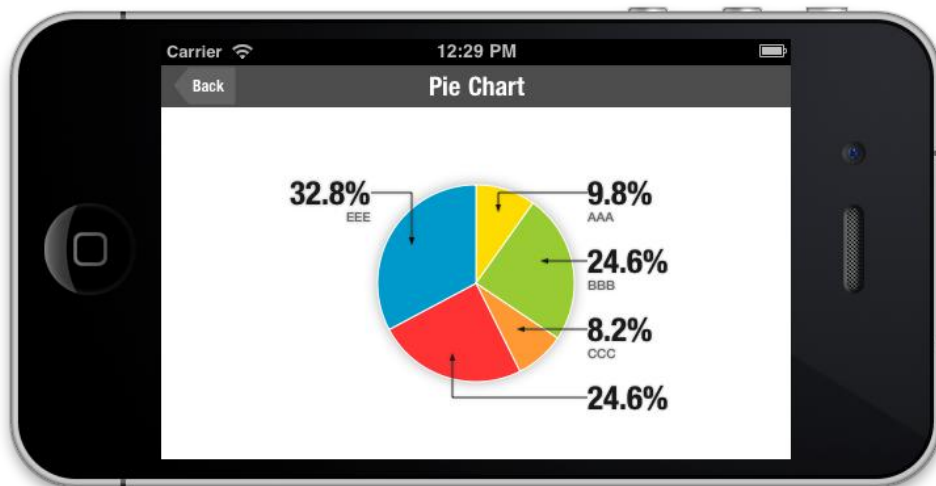 Carrier 12:29 PM
Back Pie Chart
32.8%
EEE
9.8%
AAA
24.6%
BBB
8.2%
CCC
24.6%